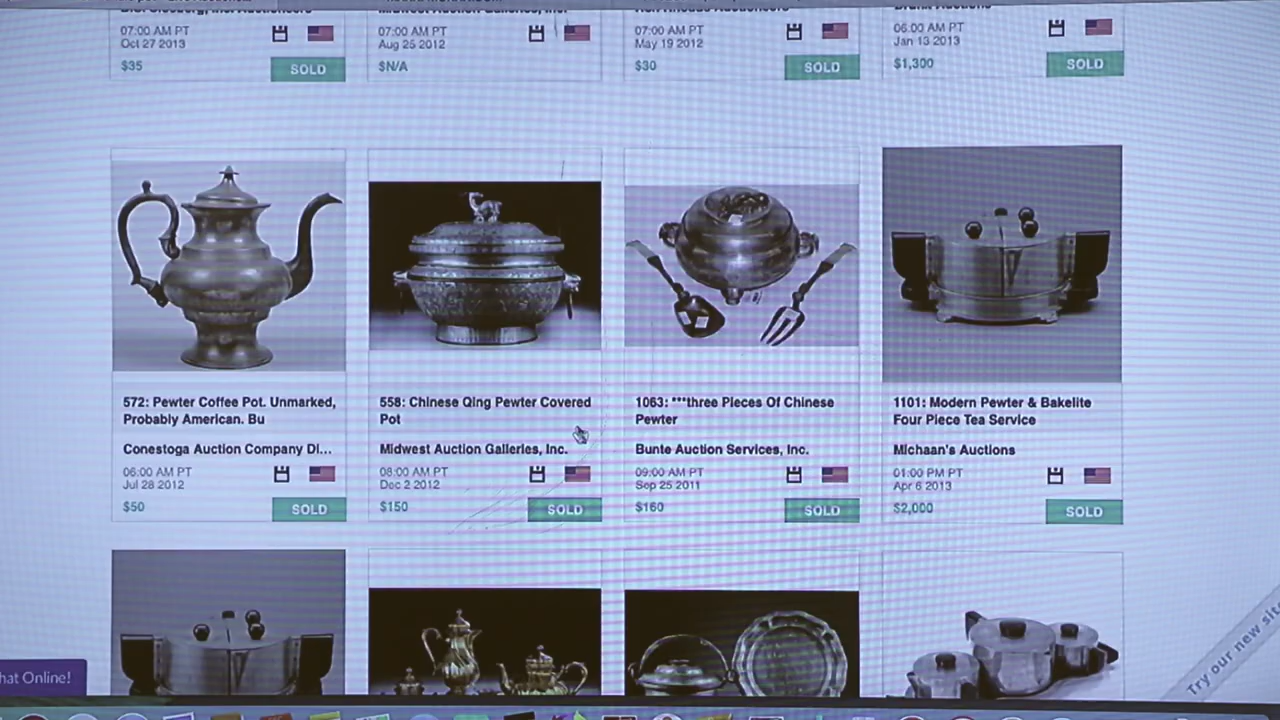 07:00 AM PT
Oct 27 2013
$35
SOLD
07:00 AM PT
Aug 25 2012
$N/A
07:00 AM PT
May 19 2012
$30
SOLD
06:00 AM PT
Jan 13 2013
$1,300
SOLD
572: Pewter Coffee Pot. Unmarked,
Probably American. Bu
Conestoga Auction Company Di...
06:00 AM PT
Jul 28 2012
$50
SOLD
558: Chinese Qing Pewter Covered
Pot
Midwest Auction Galleries, Inc.
08:00 AM PT
Dec 2 2012
$150
SOLD
1063: ***three Pieces Of Chinese
Pewter
Bunte Auction Services, Inc.
09:00 AM PT
Sep 25 2011
$160
SOLD
1101: Modern Pewter & Bakelite
Four Piece Tea Service
Michaan's Auctions
01:00 PM PT
Apr 6 2013
$2,000
SOLD
hat Online!
Try our new sit